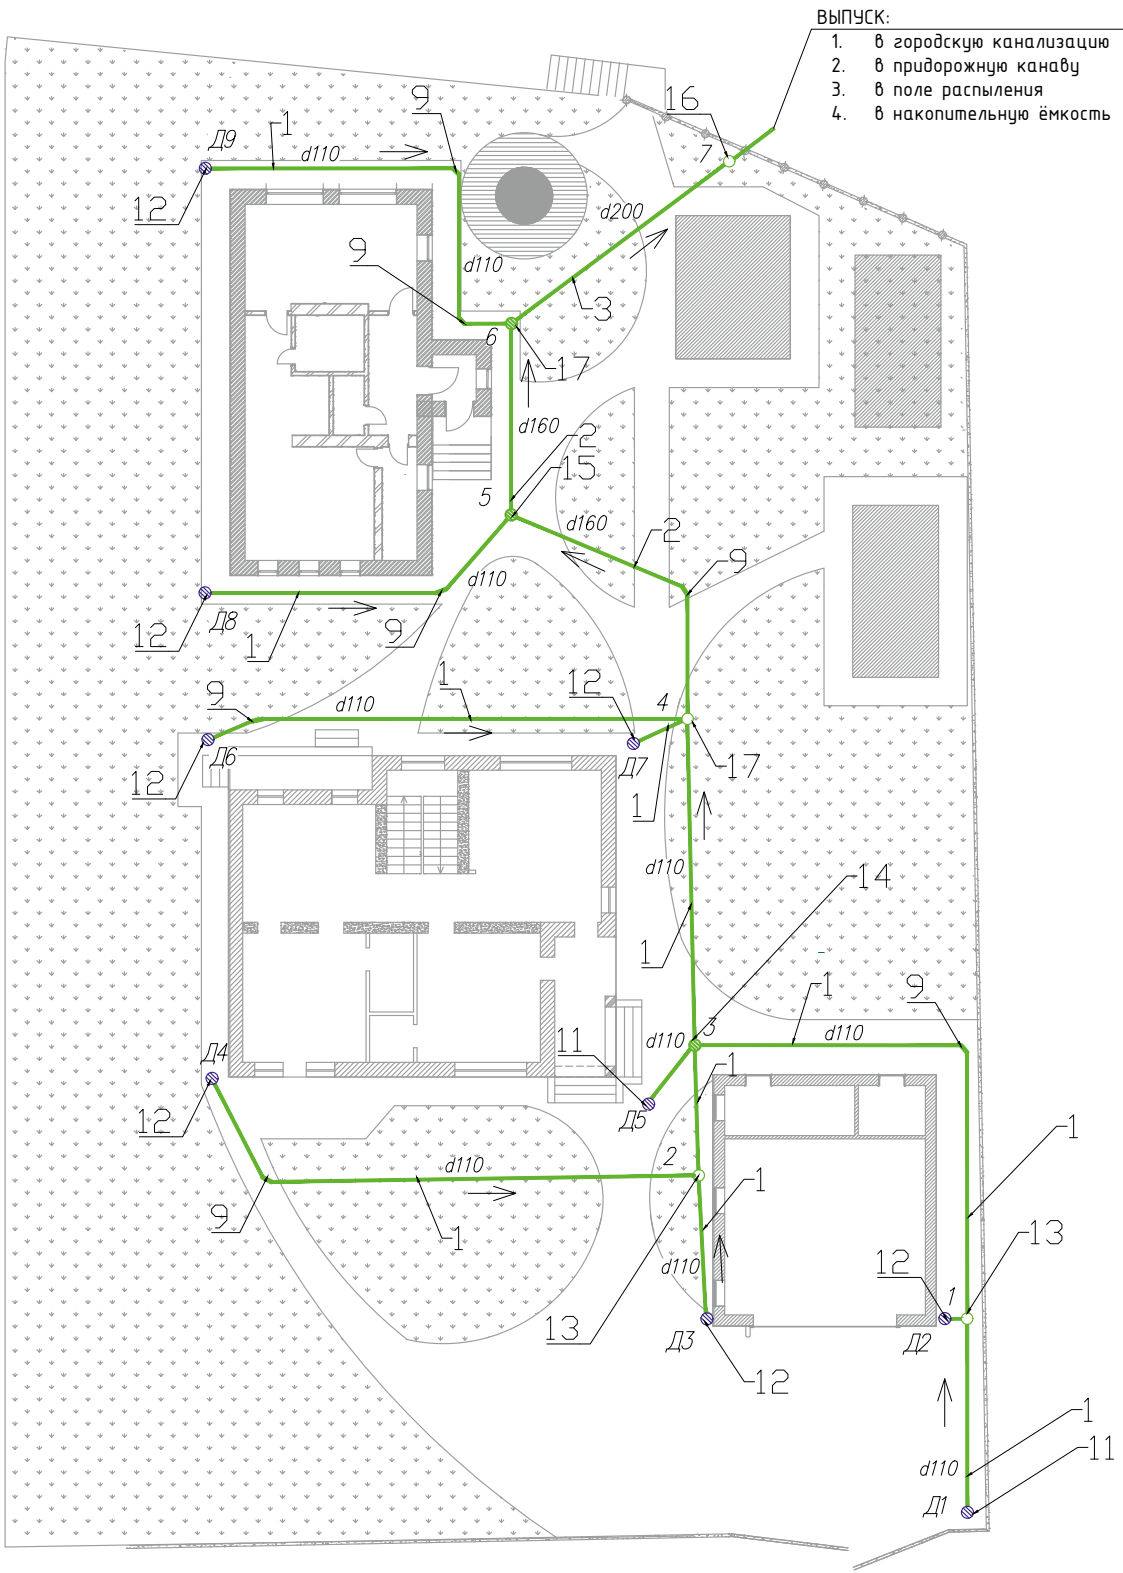 ВЫПУСК:
1. в городскую канализацию
2. в придорожную канаву
3. в поле распыления
4. в накопительную ёмкость
16
7
9
Д9
1
d110
12
d200
9
d110
3
6
17
d160
2
15
5
d160
2
9
d110
12
Д8
1
9
9
d110
1
12
4
Д6
12
Д7
17
1
d110
14
1
3
1
9
d110
d110
11
Д4
1
Д5
12
1
2
d110
1
9
1
d110
13
12
1
13
Д3
Д2
12
1
d110
11
Д1